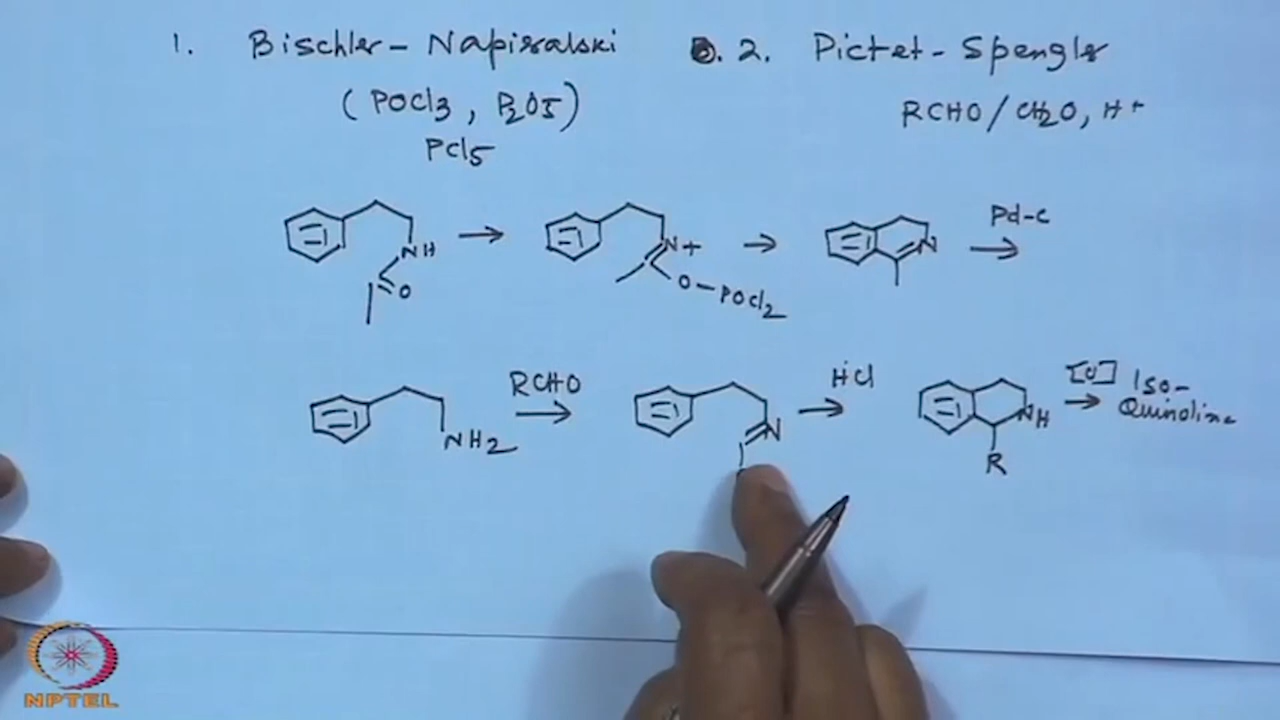 1. Bischler - Napiralski
(POCl3, P2O5)
PCl5
2. Pictet - Spengler
RCHO / CH2O, H+
N H
O
N +
O - POCl2
N
Pd-C
NH2
RCHO
N
HCl
NH
R
[O] Iso-
Quinoline
NPTEL